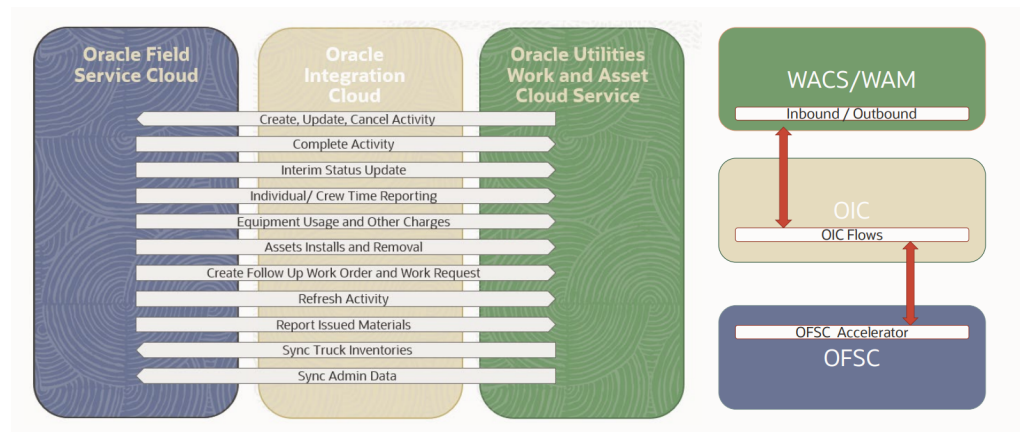 Oracle Field
Service Cloud
Oracle
Integration
Cloud
Oracle Utilities
Work and Asset
Cloud Service
Create, Update, Cancel Activity
Complete Activity
Interim Status Update
Individual/ Crew Time Reporting
Equipment Usage and Other Charges
Assets Installs and Removal
Create Follow Up Work Order and Work Request
Refresh Activity
Report Issued Materials
Sync Truck Inventories
Sync Admin Data
WACS/WAM
Inbound / Outbound
OIC
OIC Flows
OFSC Accelerator
OFSC